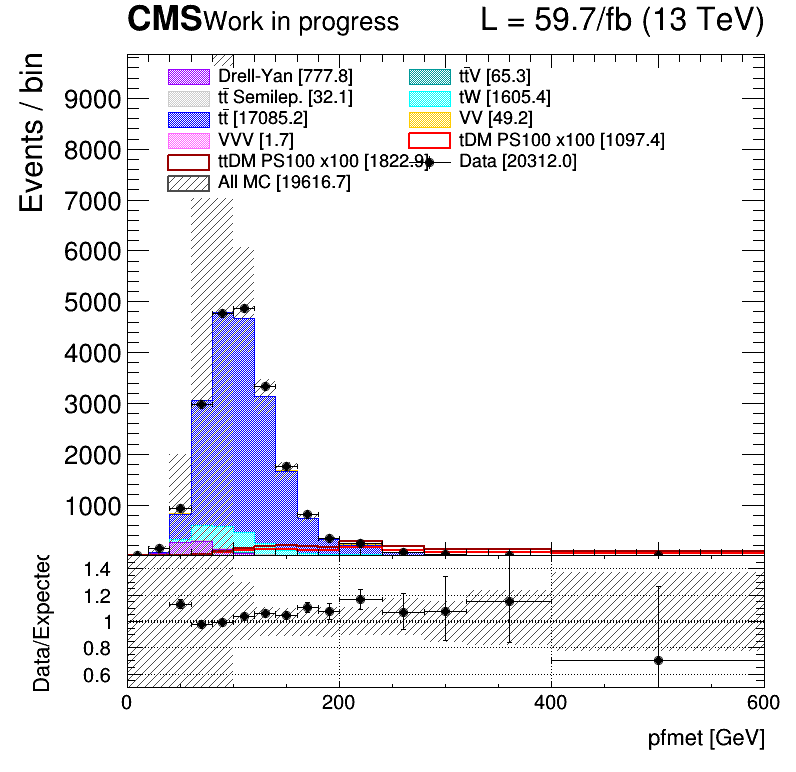 CMS Work in progress L = 59.7/fb (13 TeV)
Events / bin
Drell-Yan [777.8] tt̄V [65.3]
tt̄ Semilep. [32.1] tW [1605.4]
tt̄ [17085.2] VV [49.2]
VVV [1.7] tDM PS100 x100 [1097.4]
ttDM PS100 x100 [1822.9] Data [20312.0]
All MC [19616.7]
9000
8000
7000
6000
5000
4000
3000
2000
1000
Data/Expected
1.4
1.2
1
0.8
0.6
0 200 400 600
pfmet [GeV]